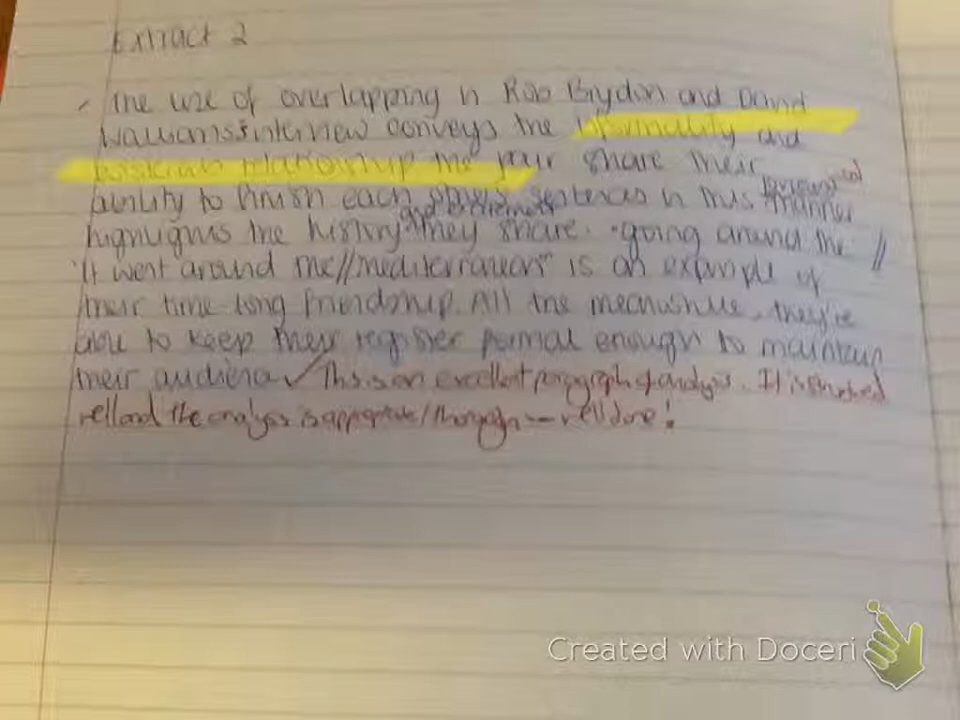 Extract 2
The use of overlapping in Rob Brydon and David
Walliams's interview conveys the informality and
relationship the pair share their
ability to finish each others sentences in this manner
highlights the history and they share. "going around the //
"it went around the // mediterranean" is an example of
their time-long friendship. All the meanwhile, they're
able to keep their register formal enough to maintain
their audience ✓ This is an excellent paragraph of analysis. It is structured
well and the analysis is appropriate / thorough — well done!
Created with Doceri